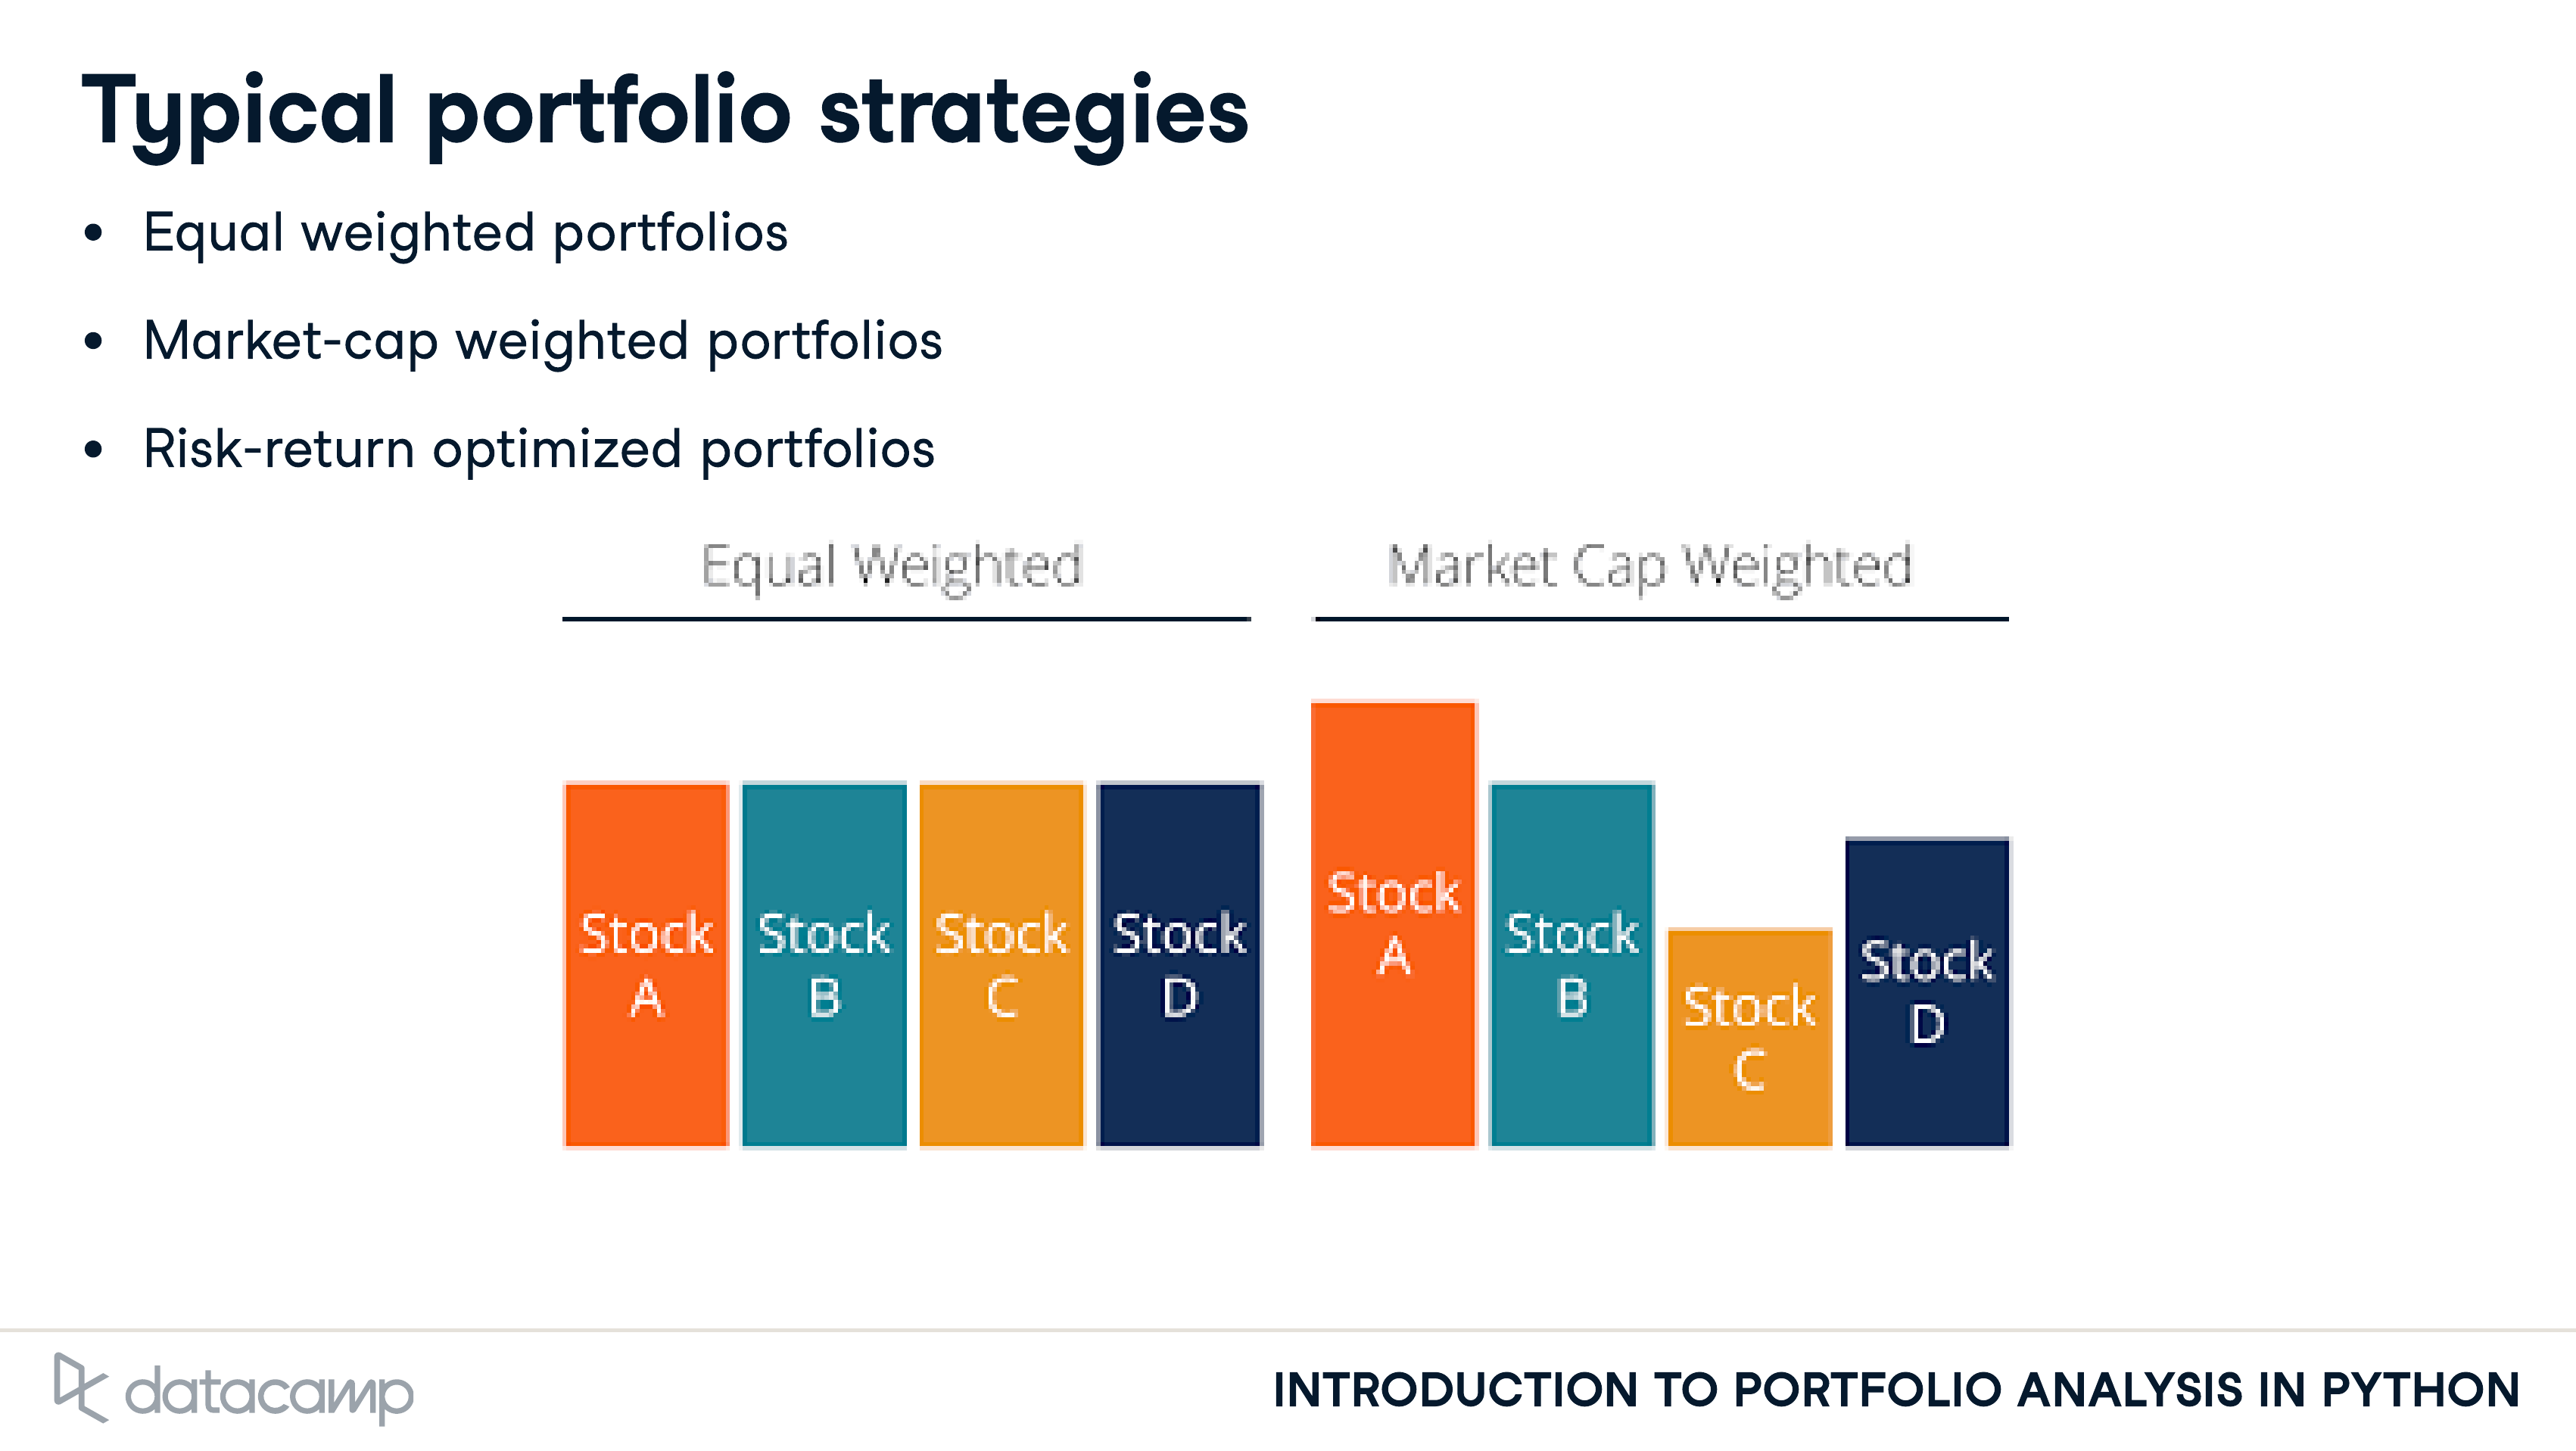 Typical portfolio strategies
• Equal weighted portfolios
• Market-cap weighted portfolios
• Risk-return optimized portfolios
Equal Weighted
Market Cap Weighted
Stock
A
Stock
B
Stock
C
Stock
D
Stock
A
Stock
B
Stock
C
Stock
D
datacamp
INTRODUCTION TO PORTFOLIO ANALYSIS IN PYTHON